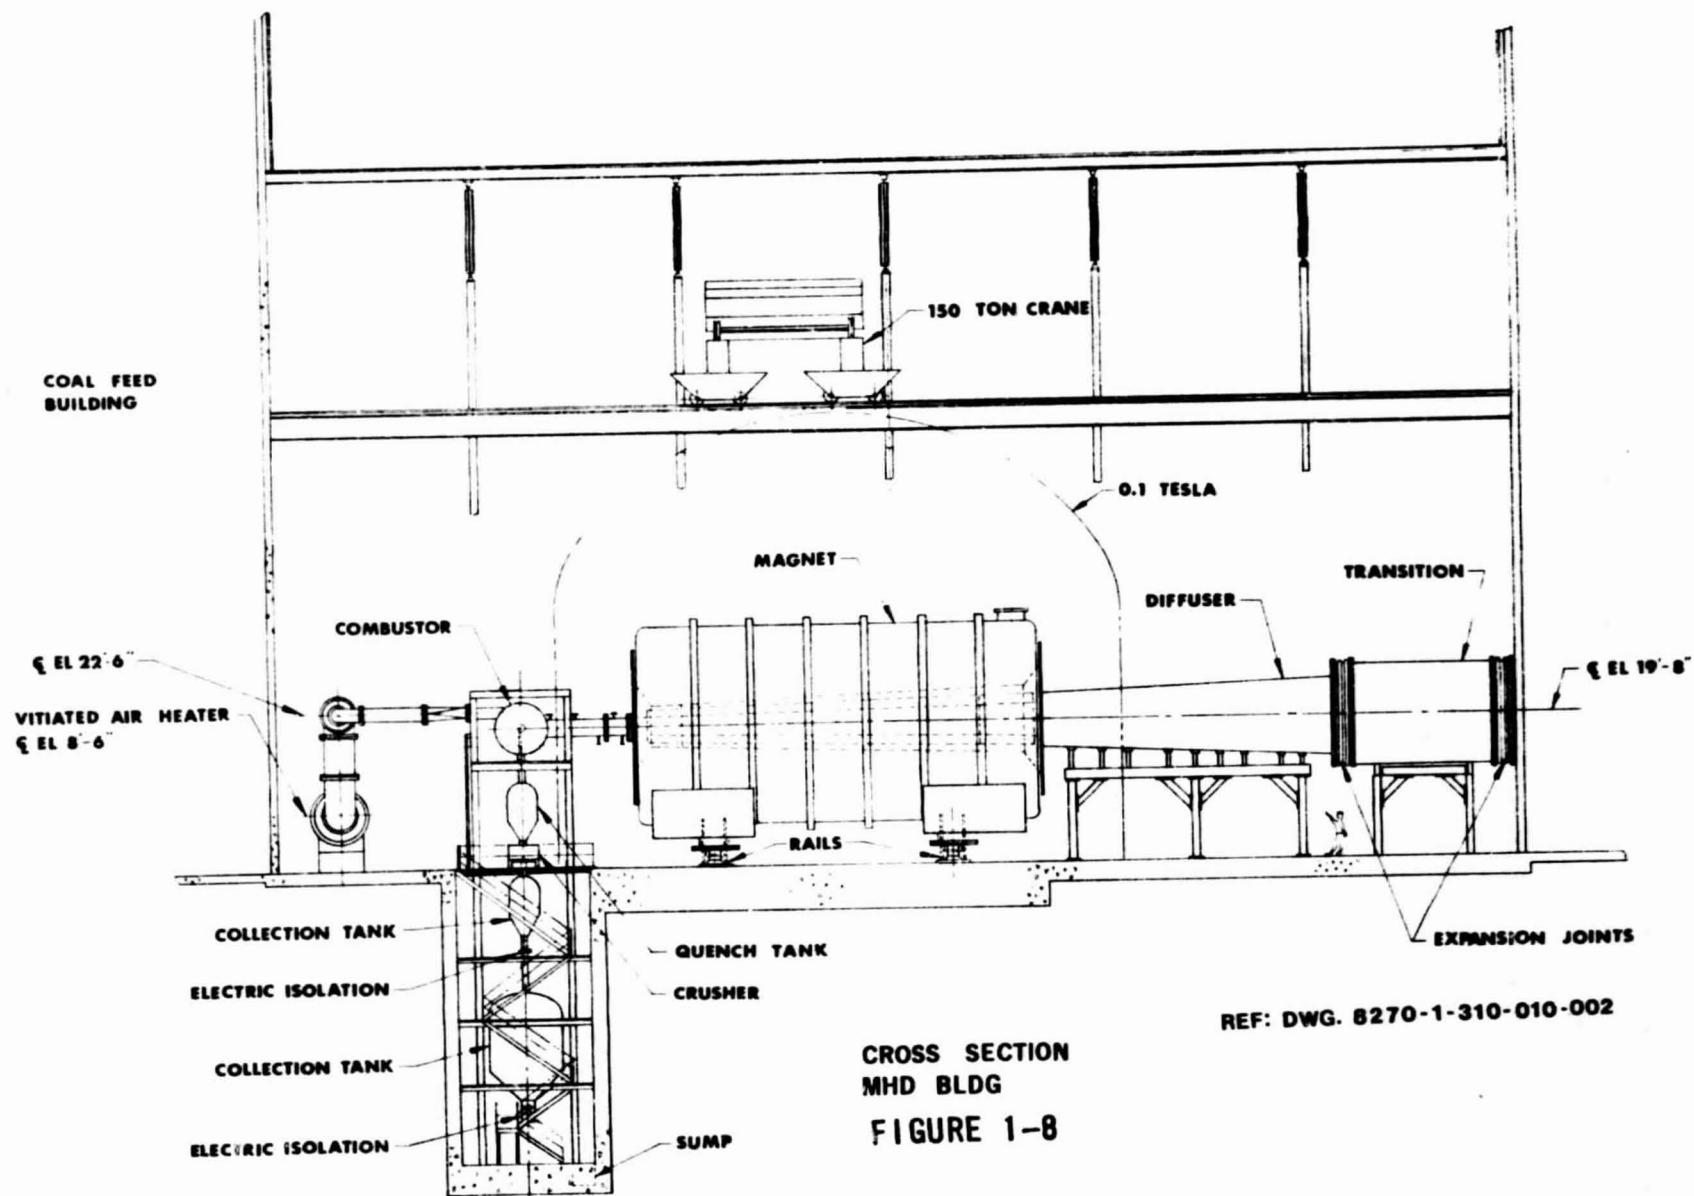 150 TON CRANE
COAL FEED
BUILDING
0.1 TESLA
MAGNET
TRANSITION
DIFFUSER
COMBUSTOR
℄ EL 22'-6"
℄ EL 19'-8"
VITIATED AIR HEATER
℄ EL 8'-6"
RAILS
COLLECTION TANK
QUENCH TANK
EXPANSION JOINTS
ELECTRIC ISOLATION
CRUSHER
REF: DWG. 8270-1-310-010-002
COLLECTION TANK
CROSS SECTION
MHD BLDG
FIGURE 1-8
ELECTRIC ISOLATION
SUMP